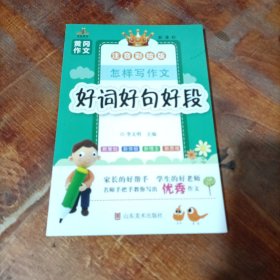 黄冈
作文
注音彩绘版
怎样写作文
好词好句好段
主编
家长的好帮手 学生的好老师
名师手把手教你写出优秀作文
山东美术出版社